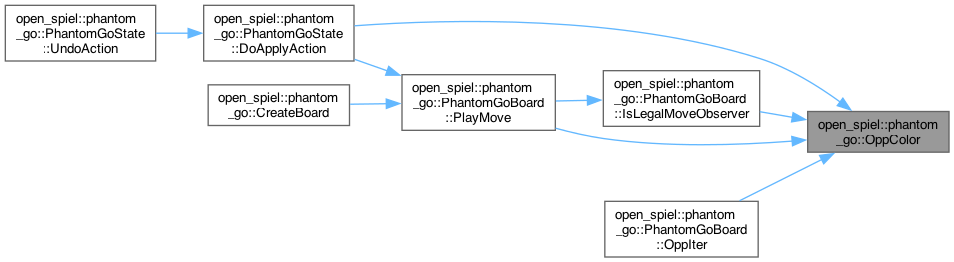 open_spiel::phantom
_go::PhantomGoState
::UndoAction
open_spiel::phantom
_go::PhantomGoState
::DoApplyAction
open_spiel::phantom
_go::CreateBoard
open_spiel::phantom
_go::PhantomGoBoard
::PlayMove
open_spiel::phantom
_go::PhantomGoBoard
::IsLegalMoveObserver
open_spiel::phantom
_go::OppColor
open_spiel::phantom
_go::PhantomGoBoard
::OppIter